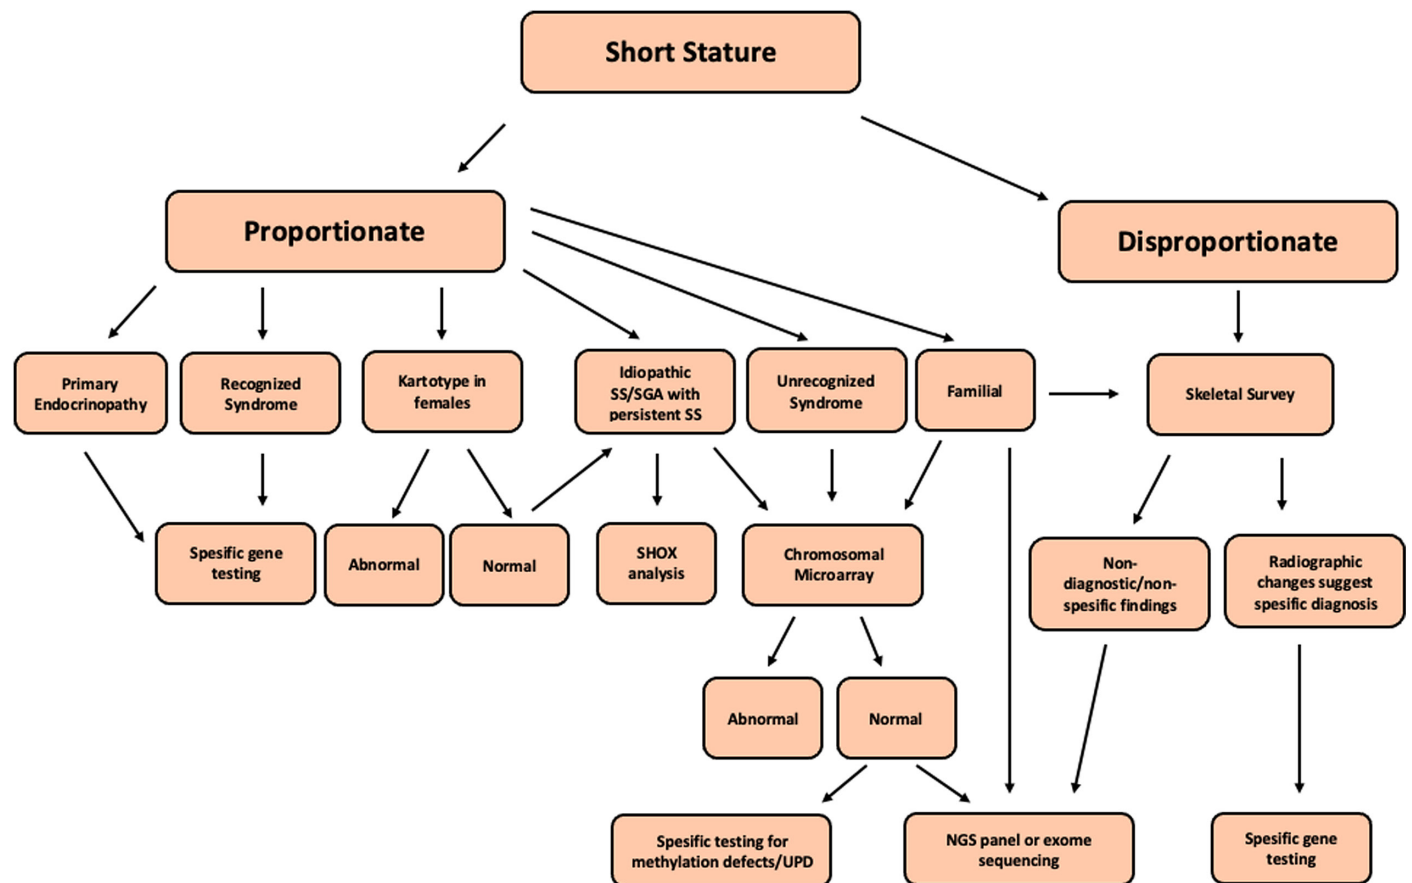 Short Stature
Proportionate
Disproportionate
Primary
Endocrinopathy
Recognized
Syndrome
Kartotype in
females
Idiopathic
SS/SGA with
persistent SS
Unrecognized
Syndrome
Familial
Skeletal Survey
Spesific gene
testing
Abnormal
Normal
SHOX
analysis
Chromosomal
Microarray
Non-
diagnostic/non-
spesific findings
Radiographic
changes suggest
spesific diagnosis
Abnormal
Normal
Spesific testing for
methylation defects/UPD
NGS panel or exome
sequencing
Spesific gene
testing